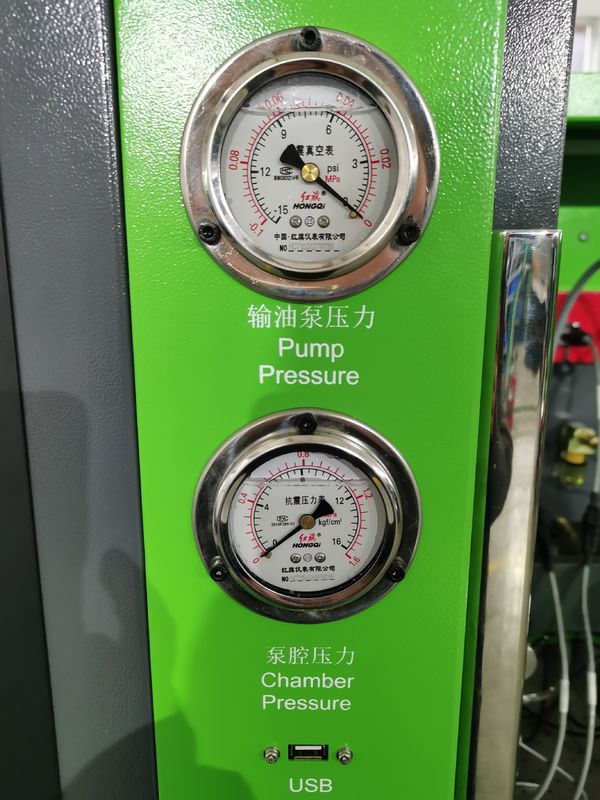 0.06
0.04
9
6
0.08
震真空表
3
0.02
psi
12
MPa
红旗®
-15
HONGQi
0
-0.1
0
中国·红旗仪表有限公司
NO
输油泵压力
Pump
Pressure
0.8
8
0.4
抗震压力表
1.2
4
12
kgf/cm²
红旗®
HONGQi
0
16
0
1.6
红旗仪表有限公司
NO
泵腔压力
Chamber
Pressure
USB